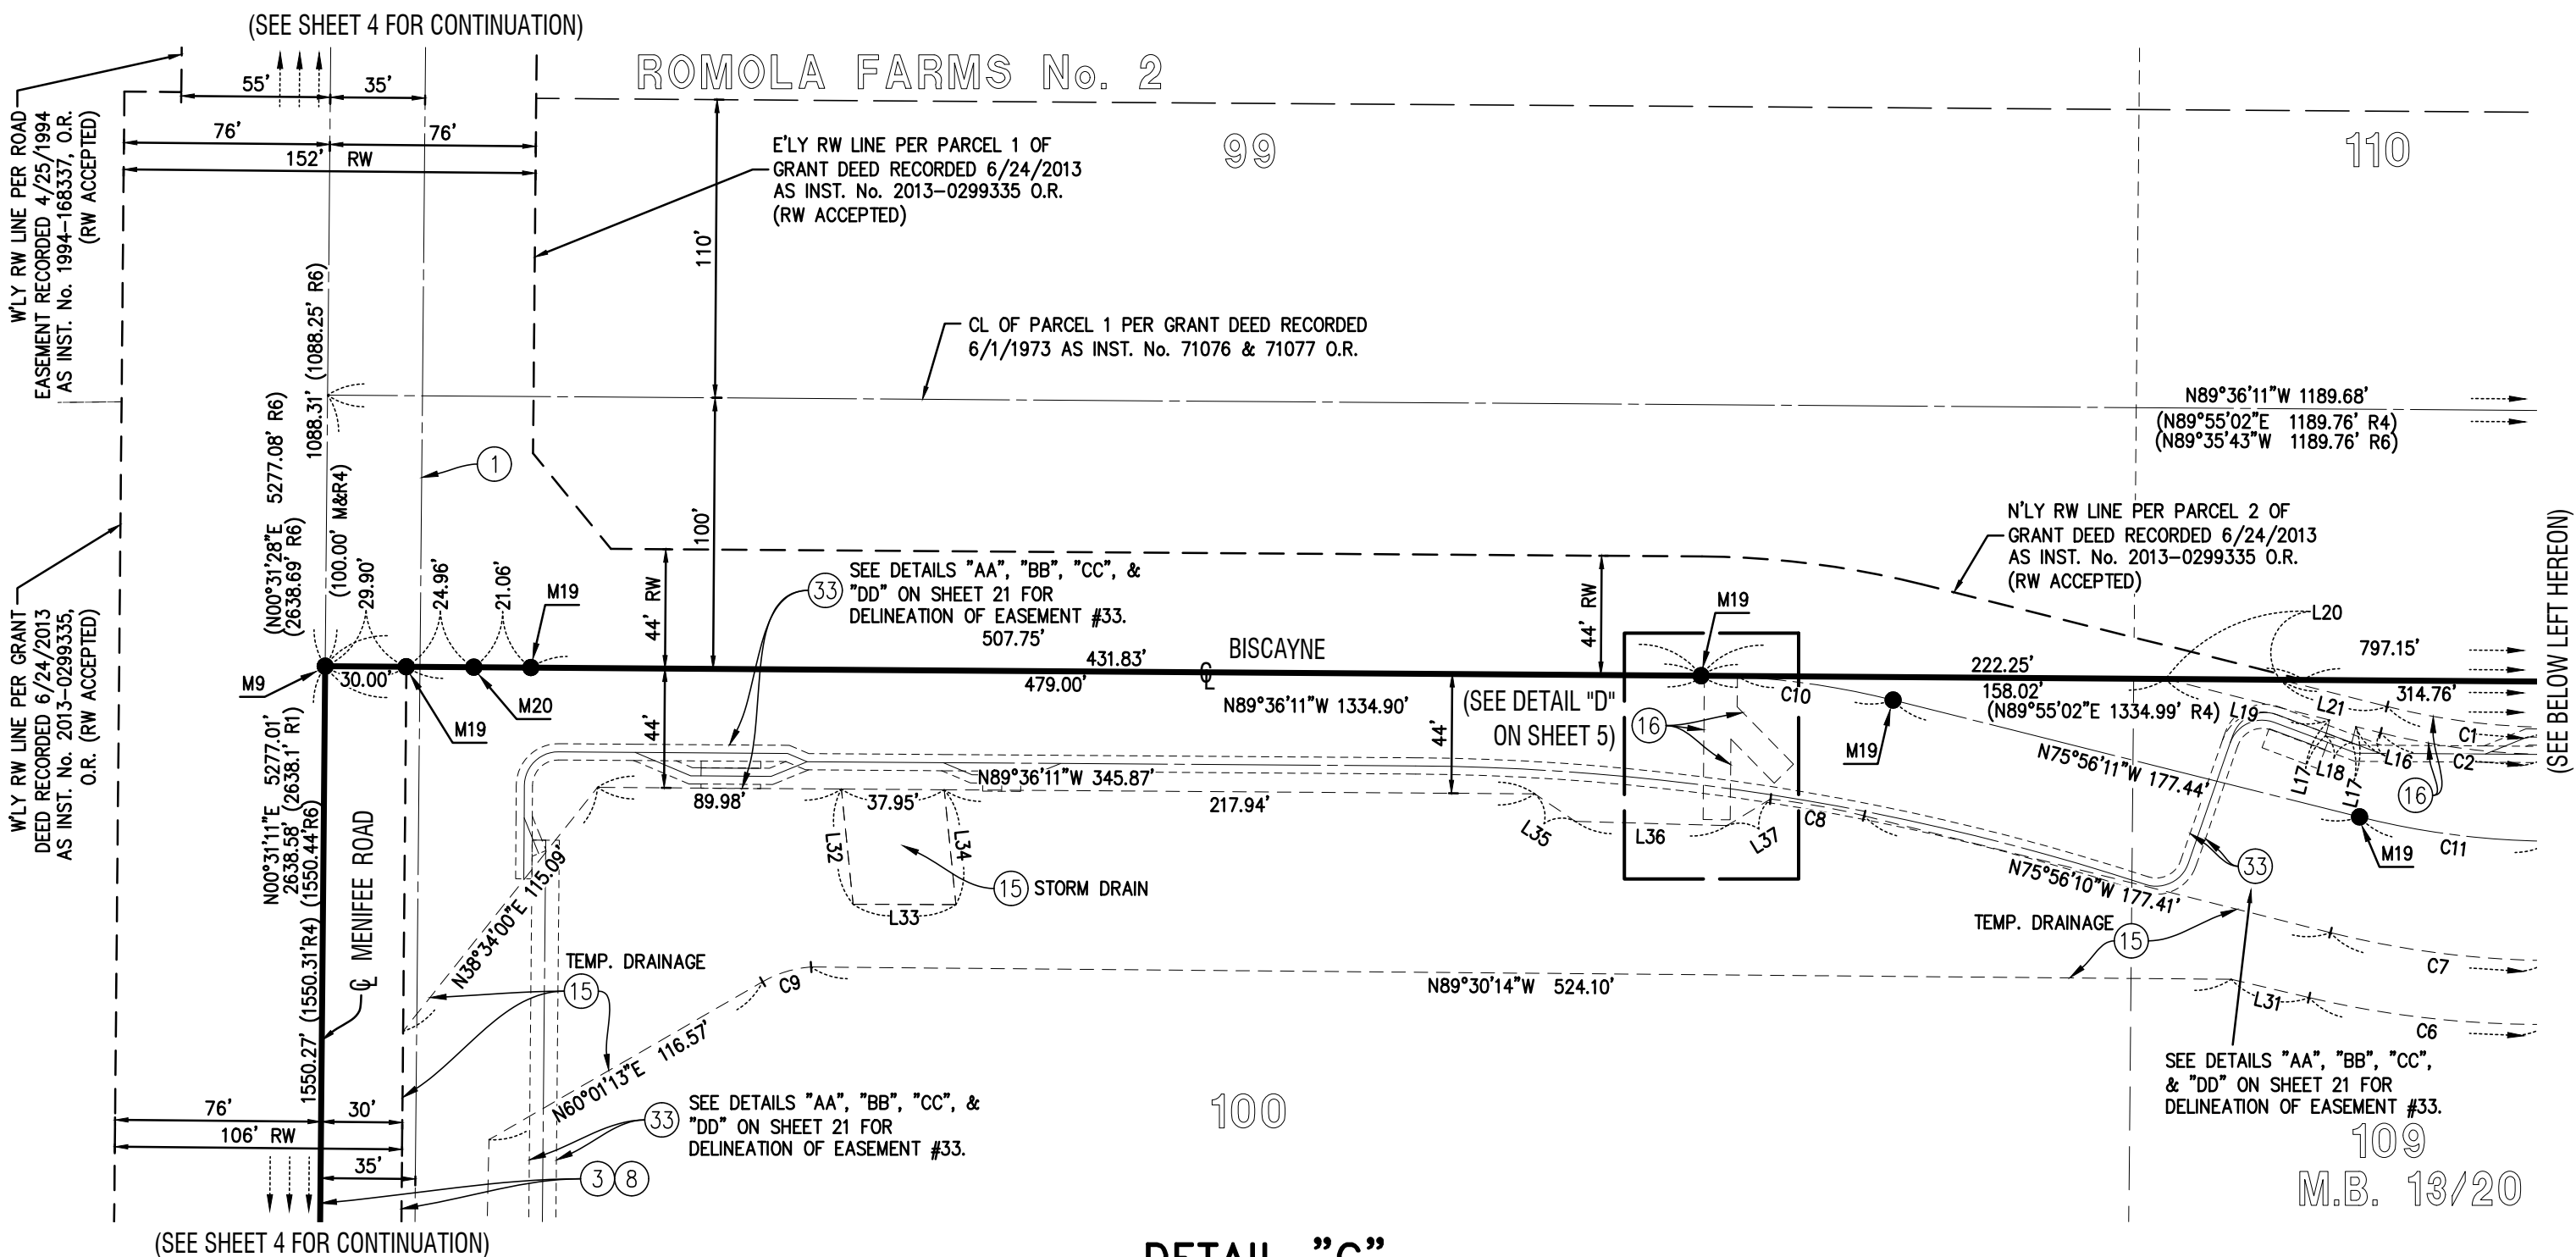 (SEE SHEET 4 FOR CONTINUATION)
ROMOLA FARMS No. 2
55'
35'
76'
76'
152' RW
W'LY RW LINE PER ROAD
EASEMENT RECORDED 4/25/1994
AS INST. No. 1994-168337, O.R.
(RW ACCEPTED)
E'LY RW LINE PER PARCEL 1 OF
GRANT DEED RECORDED 6/24/2013
AS INST. No. 2013-0299335 O.R.
(RW ACCEPTED)
99
110
110'
1088.31' (1088.25' R6)
CL OF PARCEL 1 PER GRANT DEED RECORDED
6/1/1973 AS INST. No. 71076 & 71077 O.R.
N89°36'11"W 1189.68'
(N89°55'02"E 1189.76' R4)
(N89°35'43"W 1189.76' R6)
1
100'
(N00°31'28"E 5277.08' R6)
(2638.69' R6)
(100.00' M&R4)
29.90'
24.96'
21.06'
M19
44' RW
33
SEE DETAILS "AA", "BB", "CC", &
"DD" ON SHEET 21 FOR
DELINEATION OF EASEMENT #33.
507.75'
44' RW
M19
N'LY RW LINE PER PARCEL 2 OF
GRANT DEED RECORDED 6/24/2013
AS INST. No. 2013-0299335 O.R.
(RW ACCEPTED)
L20
797.15'
(SEE BELOW LEFT HEREON)
W'LY RW LINE PER GRANT
DEED RECORDED 6/24/2013
AS INST. No. 2013-0299335,
O.R. (RW ACCEPTED)
M9
30.00'
M20
M19
431.83'
℄
BISCAYNE
479.00'
N89°36'11"W 1334.90'
(SEE DETAIL "D"
ON SHEET 5)
16
C10
222.25'
158.02'
(N89°55'02"E 1334.99' R4)
314.76'
M19
L19
L21
C1
C2
L16
L17
L18
L17
16
N75°56'11"W 177.44'
44'
44'
N89°36'11"W 345.87'
89.98'
37.95'
217.94'
L32
L34
L33
L35
L36
L37
C8
M19
C11
33
N75°56'10"W 177.41'
15 STORM DRAIN
N00°31'11"E 5277.01'
2638.58' (2638.1' R1)
1550.27' (1550.31'R4) (1550.44'R6)
℄ MENIFEE ROAD
N38°34'00"E 115.09'
TEMP. DRAINAGE
15
C9
N89°30'14"W 524.10'
TEMP. DRAINAGE
15
C7
L31
C6
N60°01'13"E 116.57'
SEE DETAILS "AA", "BB", "CC",
& "DD" ON SHEET 21 FOR
DELINEATION OF EASEMENT #33.
76'
30'
106' RW
35'
33
SEE DETAILS "AA", "BB", "CC", &
"DD" ON SHEET 21 FOR
DELINEATION OF EASEMENT #33.
3 8
100
109
M.B. 13/20
(SEE SHEET 4 FOR CONTINUATION)
DETAIL "C"